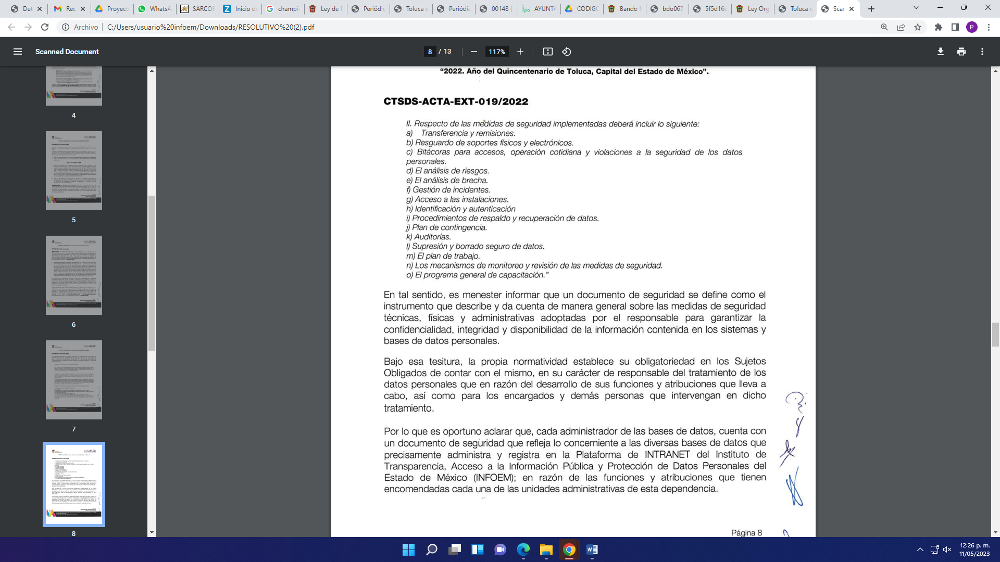 Det
Rec
Proyect
WhatsA
SARCOE
Inicio de
champic
Ley de F
Periódic
Toluca c
Periódic
00148 (
AYUNTA
CODIGC
Bando M
bdo067
5f5d16e
Ley Org
Toluca c
Scar
Archivo
C:/Users/usuario%20infoem/Downloads/RESOLUTIVO%20(2).pdf
P
Scanned Document
8 / 13
117%
4
5
6
7
8
“2022. Año del Quincentenario de Toluca, Capital del Estado de México”.
CTSDS-ACTA-EXT-019/2022
II. Respecto de las medidas de seguridad implementadas deberá incluir lo siguiente:
a) Transferencia y remisiones.
b) Resguardo de soportes físicos y electrónicos.
c) Bitácoras para accesos, operación cotidiana y violaciones a la seguridad de los datos
personales.
d) El análisis de riesgos.
e) El análisis de brecha.
f) Gestión de incidentes.
g) Acceso a las instalaciones.
h) Identificación y autenticación
i) Procedimientos de respaldo y recuperación de datos.
j) Plan de contingencia.
k) Auditorías.
l) Supresión y borrado seguro de datos.
m) El plan de trabajo.
n) Los mecanismos de monitoreo y revisión de las medidas de seguridad.
o) El programa general de capacitación.”
En tal sentido, es menester informar que un documento de seguridad se define como el
instrumento que describe y da cuenta de manera general sobre las medidas de seguridad
técnicas, físicas y administrativas adoptadas por el responsable para garantizar la
confidencialidad, integridad y disponibilidad de la información contenida en los sistemas y
bases de datos personales.
Bajo esa tesitura, la propia normatividad establece su obligatoriedad en los Sujetos
Obligados de contar con el mismo, en su carácter de responsable del tratamiento de los
datos personales que en razón del desarrollo de sus funciones y atribuciones que lleva a
cabo, así como para los encargados y demás personas que intervengan en dicho
tratamiento.
Por lo que es oportuno aclarar que, cada administrador de las bases de datos, cuenta con
un documento de seguridad que refleja lo concerniente a las diversas bases de datos que
precisamente administra y registra en la Plataforma de INTRANET del Instituto de
Transparencia, Acceso a la Información Pública y Protección de Datos Personales del
Estado de México (INFOEM); en razón de las funciones y atribuciones que tienen
encomendadas cada una de las unidades administrativas de esta dependencia.
Página 8
12:26 p. m.
11/05/2023